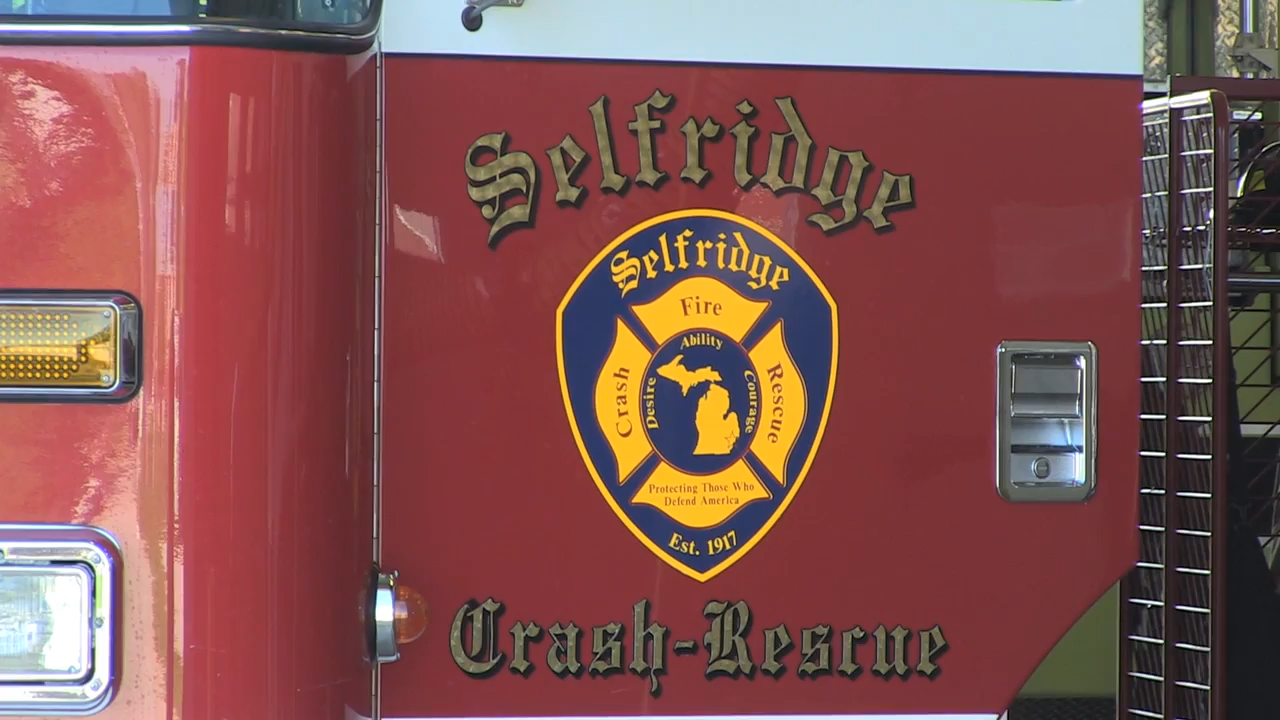 Selfridge
Selfridge
Fire
Ability
Crash
Desire
Courage
Rescue
Protecting Those Who
Defend America
Est. 1917
Crash-Rescue